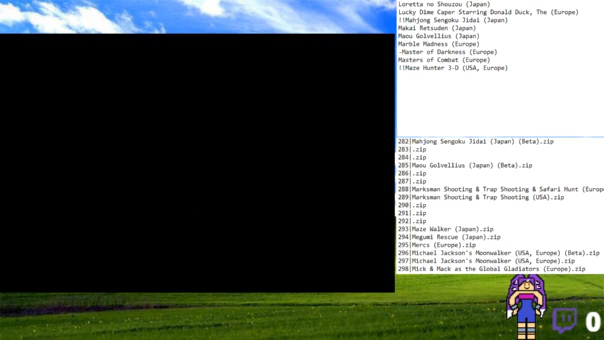 Loretta no Shouzou (Japan)
Lucky Dime Caper Starring Donald Duck, The (Europe)
!!Mahjong Sengoku Jidai (Japan)
Makai Retsuden (Japan)
Maou Golvellius (Japan)
Marble Madness (Europe)
-Master of Darkness (Europe)
Masters of Combat (Europe)
!!Maze Hunter 3-D (USA, Europe)
282|Mahjong Sengoku Jidai (Japan) (Beta).zip
283|.zip
284|.zip
285|Maou Golvellius (Japan) (Beta).zip
286|.zip
287|.zip
288|Marksman Shooting & Trap Shooting & Safari Hunt (Europ
289|Marksman Shooting & Trap Shooting (USA).zip
290|.zip
291|.zip
292|.zip
293|Maze Walker (Japan).zip
294|Megumi Rescue (Japan).zip
295|Mercs (Europe).zip
296|Michael Jackson's Moonwalker (USA, Europe) (Beta).zip
297|Michael Jackson's Moonwalker (USA, Europe).zip
298|Mick & Mack as the Global Gladiators (Europe).zip
0